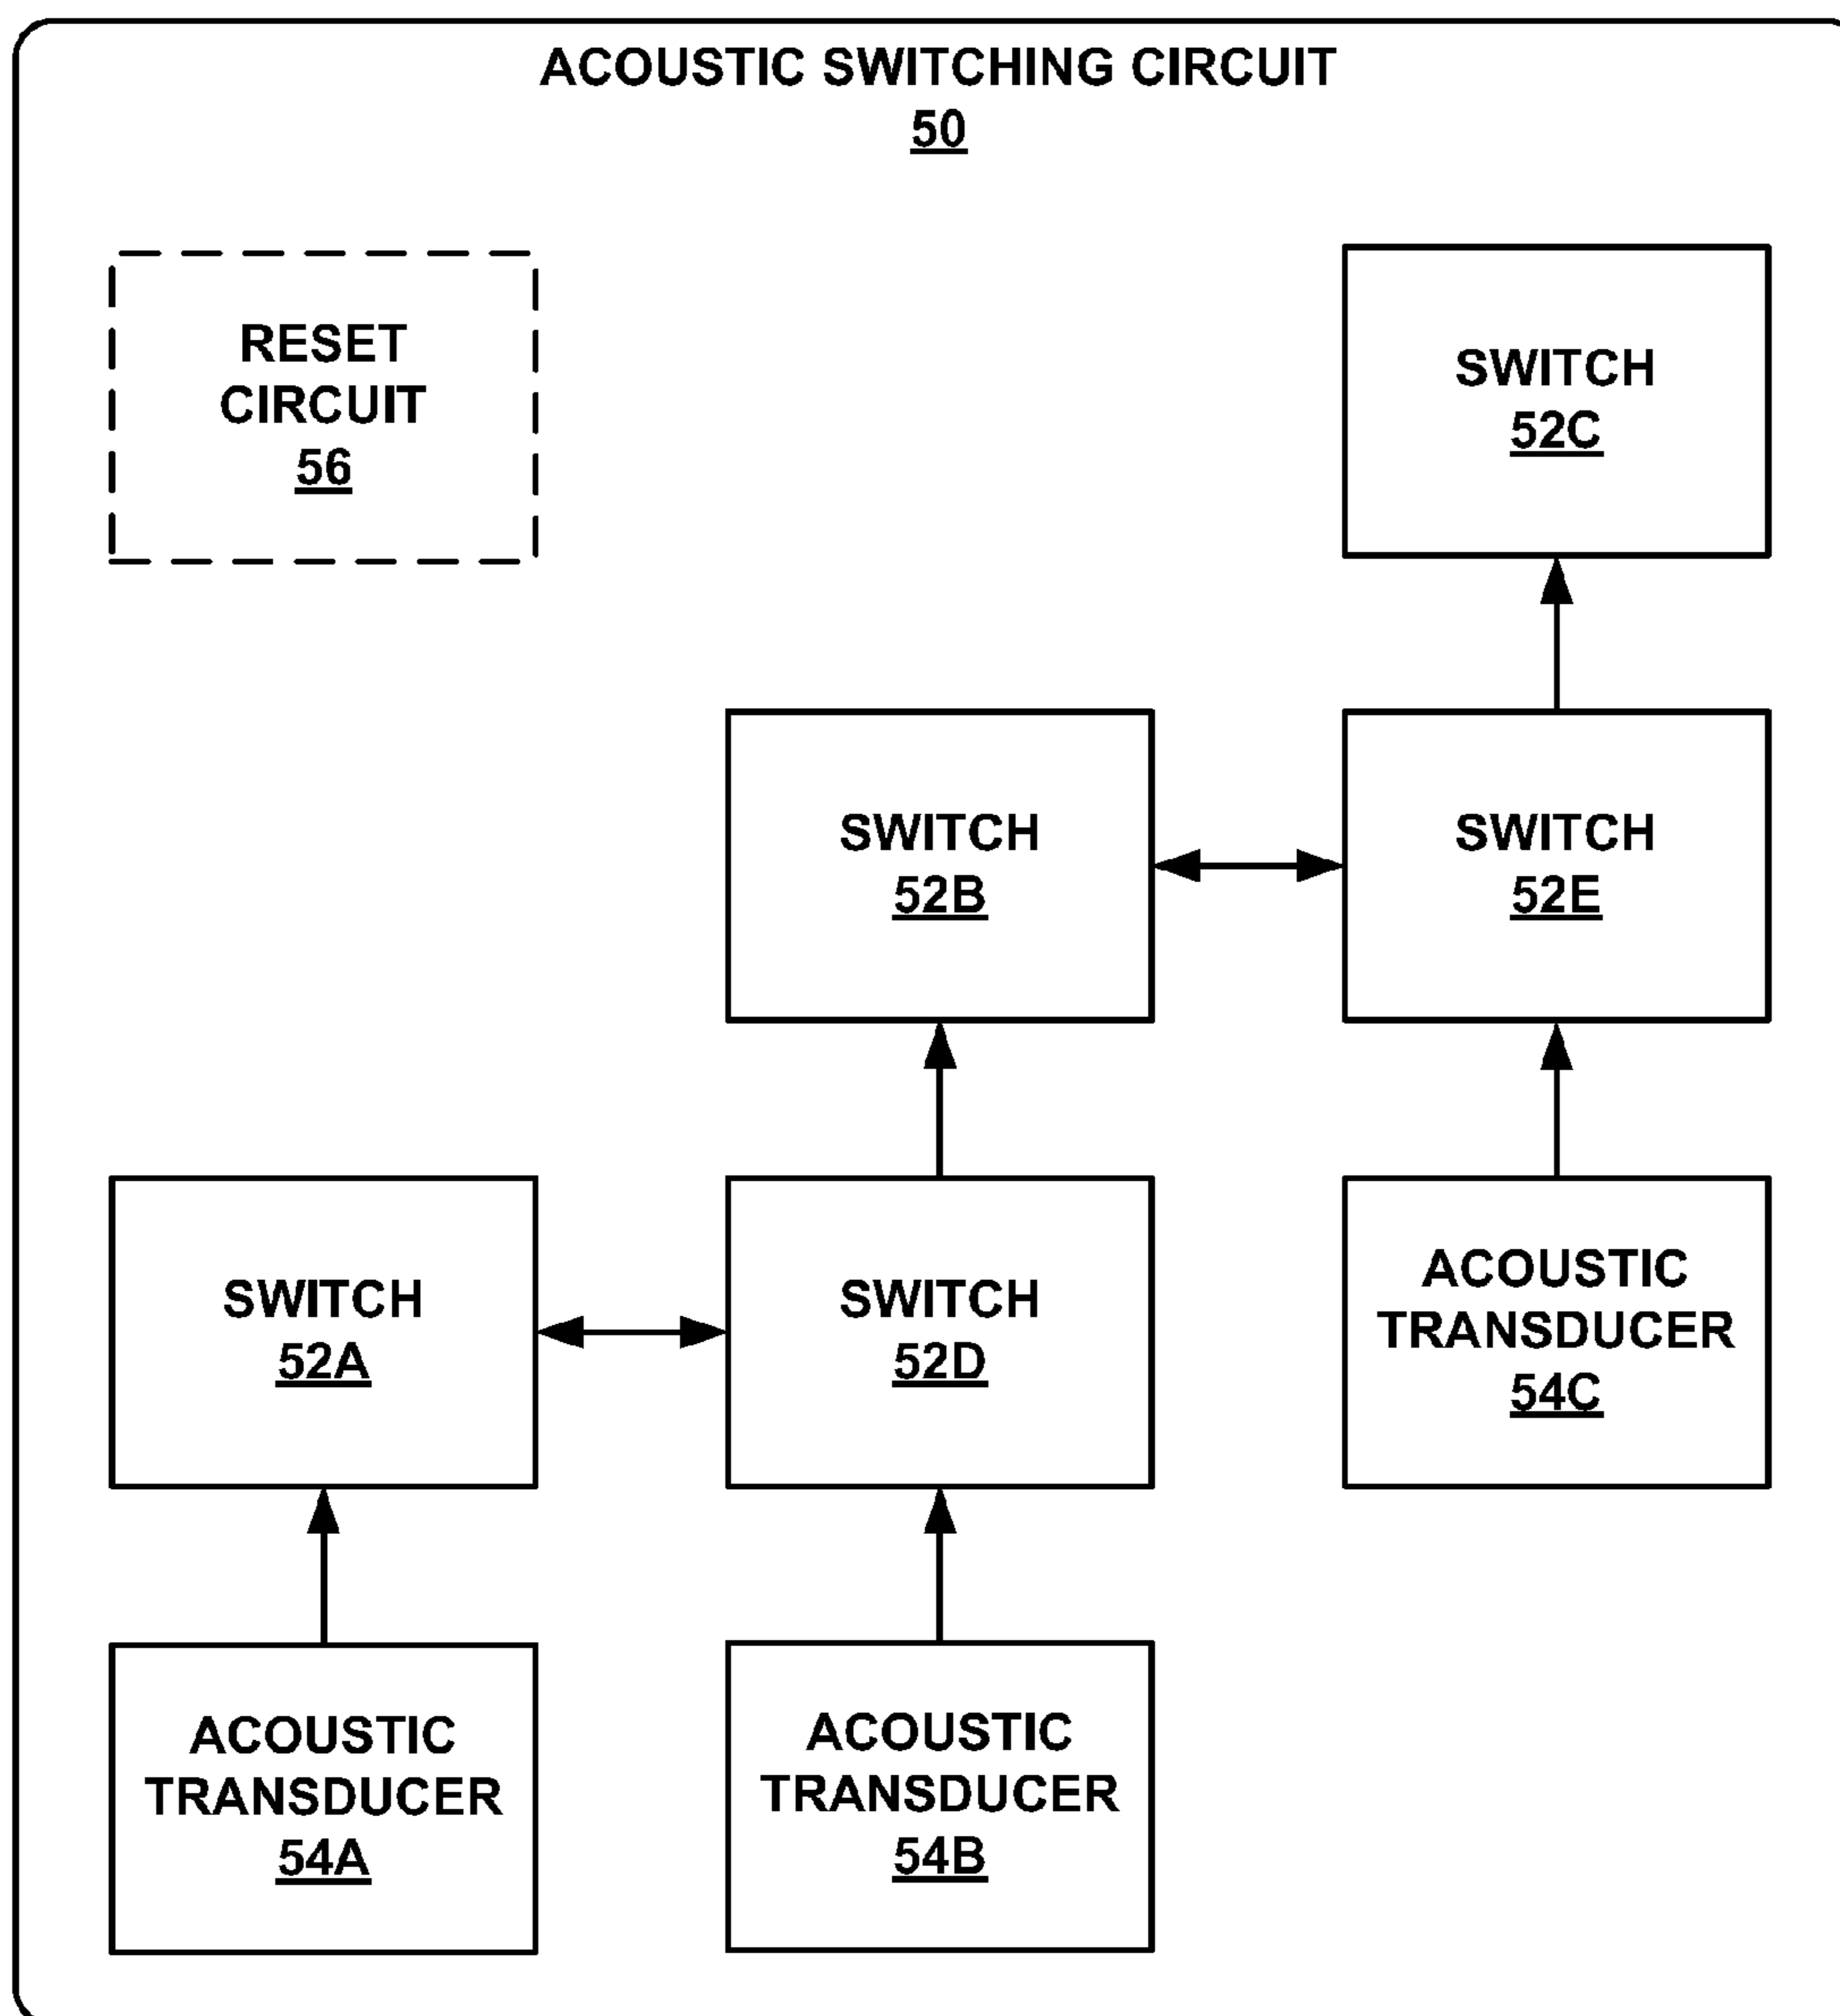 ACOUSTIC SWITCHING CIRCUIT
50
RESET
CIRCUIT
56
SWITCH
52C
SWITCH
52B
SWITCH
52E
SWITCH
52A
SWITCH
52D
ACOUSTIC
TRANSDUCER
54C
ACOUSTIC
TRANSDUCER
54A
ACOUSTIC
TRANSDUCER
54B